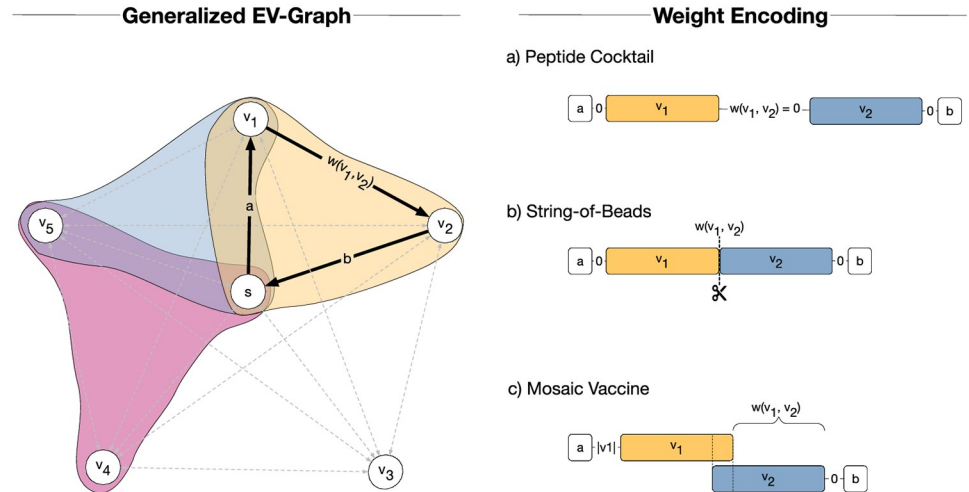 Generalized EV-Graph
v1
w(v1,v2)
a
v5
v2
b
s
v4
v3
Weight Encoding
a) Peptide Cocktail
a 0 v1 w(v1, v2) = 0 v2 0 b
b) String-of-Beads
w(v1, v2)
a 0 v1 v2 0 b
c) Mosaic Vaccine
w(v1, v2)
a |v1| v1
v2 0 b